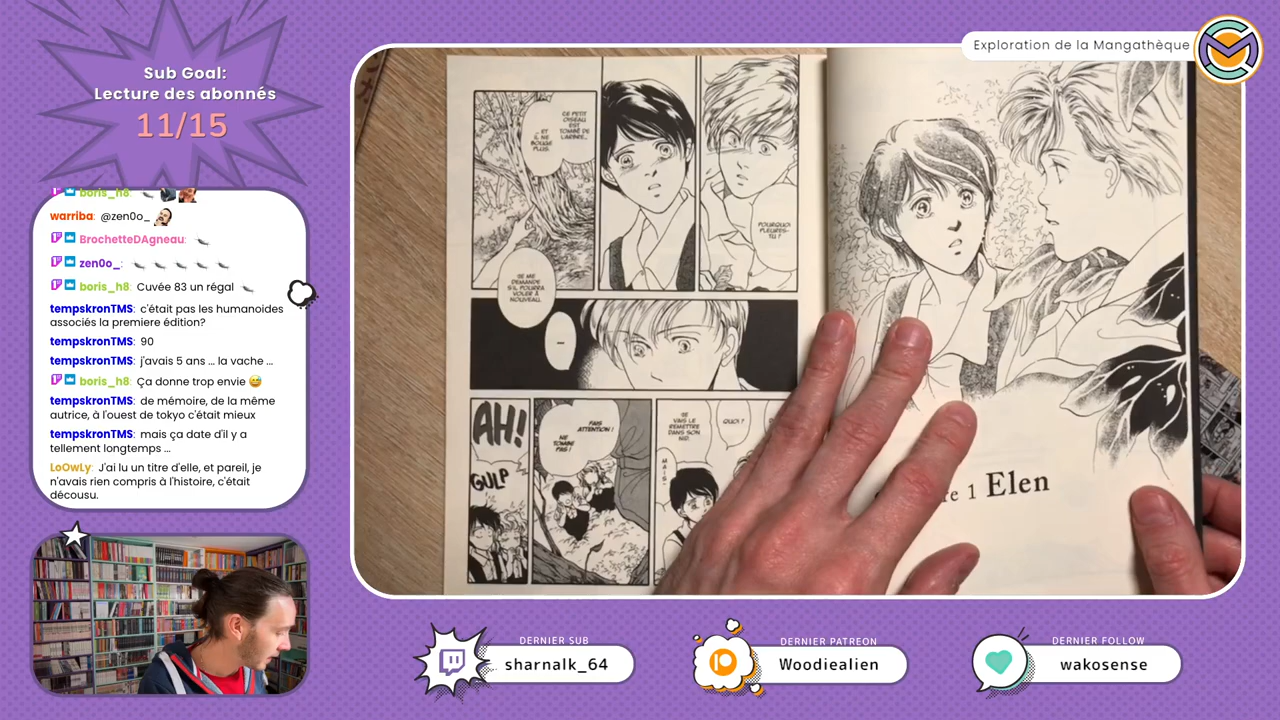 Sub Goal:
Lecture des abonnés
11/15
boris_h8:
warriba: @zen0o_
BrochetteDAgneau:
zen0o_:
boris_h8: Cuvée 83 un régal
tempskronTMS: c'était pas les humanoides
associés la premiere édition?
tempskronTMS: 90
tempskronTMS: j'avais 5 ans ... la vache ...
boris_h8: Ça donne trop envie 😅
tempskronTMS: de mémoire, de la même
autrice, à l'ouest de tokyo c'était mieux
tempskronTMS: mais ça date d'il y a
tellement longtemps ...
LoOwLy: J'ai lu un titre d'elle, et pareil, je
n'avais rien compris à l'histoire, c'était
décousu.
Exploration de la Mangathèque
CE PETIT
OISEAU
EST
TOMBÉ DE
L'ARBRE...
... ET
IL NE
BOUGE
PLUS.
POURQUOI
PLEURES-
TU ?
JE ME
DEMANDE
S'IL POURRA
VOLER À
NOUVEAU.
...
AH!
GULP
FAIS
ATTENTION !
NE
TOMBE
PAS !
JE
VAIS LE
REMETTRE
DANS SON
NID.
QUOI ?
MAIS...
re 1 Elen
DERNIER SUB
sharnalk_64
DERNIER PATREON
Woodiealien
DERNIER FOLLOW
wakosense